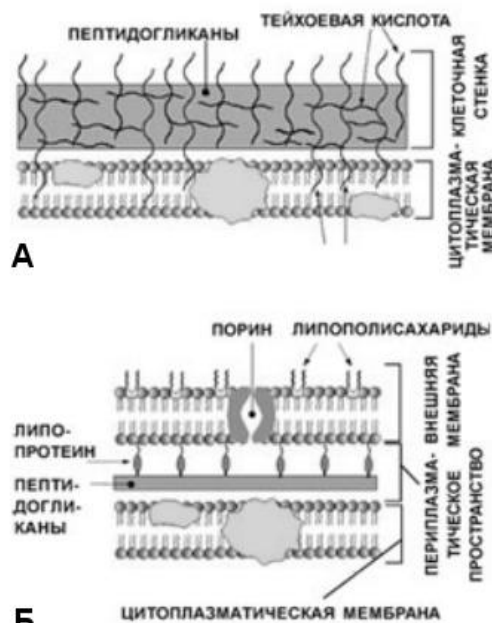 ПЕПТИДОГЛИКАНЫ
ТЕЙХОЕВАЯ КИСЛОТА
КЛЕТОЧНАЯ
СТЕНКА
ЦИТОПЛАЗМА-
ТИЧЕСКАЯ
МЕМБРАНА
А
ПОРИН
ЛИПОПОЛИСАХАРИДЫ
ВНЕШНЯЯ
МЕМБРАНА
ЛИПО-
ПРОТЕИН
ПЕПТИ-
ДОГЛИ-
КАНЫ
ПЕРИПЛАЗМА-
ТИЧЕСКОЕ
ПРОСТРАНСТВО
ЦИТОПЛАЗМАТИЧЕСКАЯ МЕМБРАНА
Б